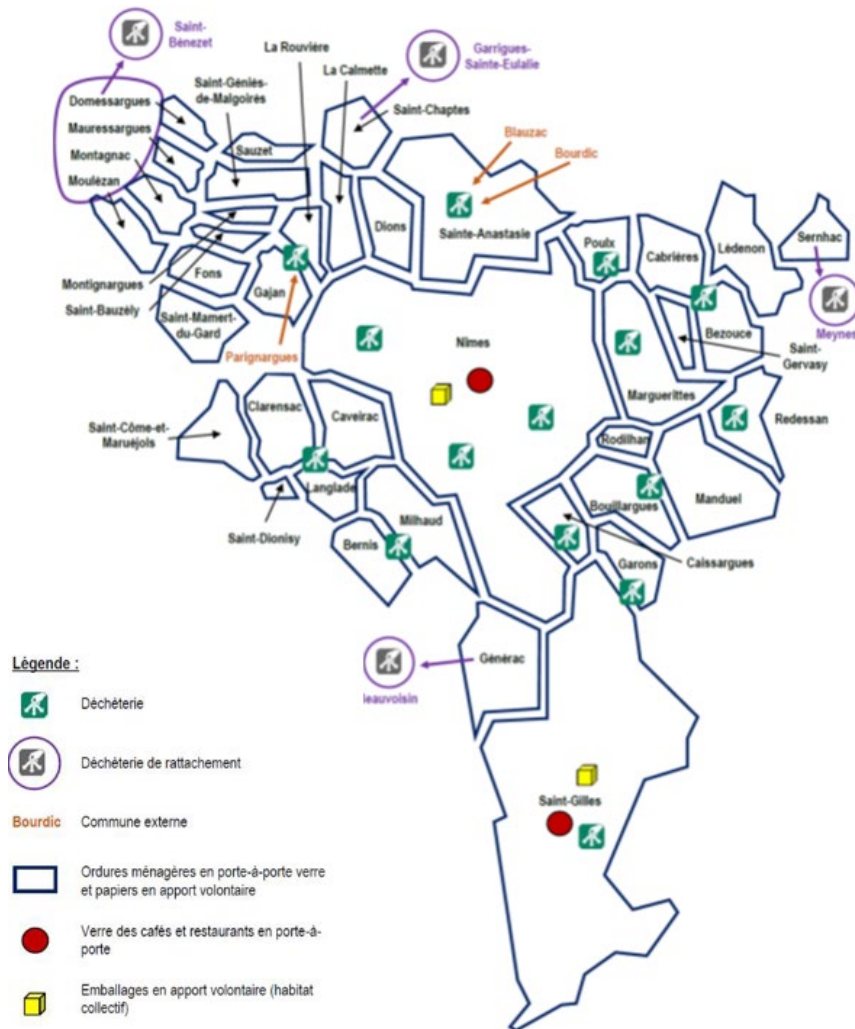 Saint-
Bénezet
Garrigues-
Sainte-Eulalie
La Rouvière
La Calmette
Saint-Géniès-
de-Malgoirès
Saint-Chaptes
Domessargues
Mauressargues
Montagnac
Moulézan
Sauzet
Blauzac
Bourdic
Dions
Sainte-Anastasie
Poulx
Cabrières
Lédenon
Sernhac
Montignargues
Saint-Bauzély
Fons
Gajan
Saint-Mamert-
du-Gard
Parignargues
Nîmes
Bezouce
Meynes
Saint-
Gervasy
Marguerittes
Redessan
Saint-Côme-et-
Maruéjols
Clarensac
Caveirac
Rodilhan
Langlade
Bouillargues
Manduel
Saint-Dionisy
Milhaud
Bernis
Garons
Caissargues
Générac
Beauvoisin
Saint-Gilles
Légende :
Déchèterie
Déchèterie de rattachement
Bourdic
Commune externe
Ordures ménagères en porte-à-porte verre
et papiers en apport volontaire
Verre des cafés et restaurants en porte-à-
porte
Emballages en apport volontaire (habitat
collectif)